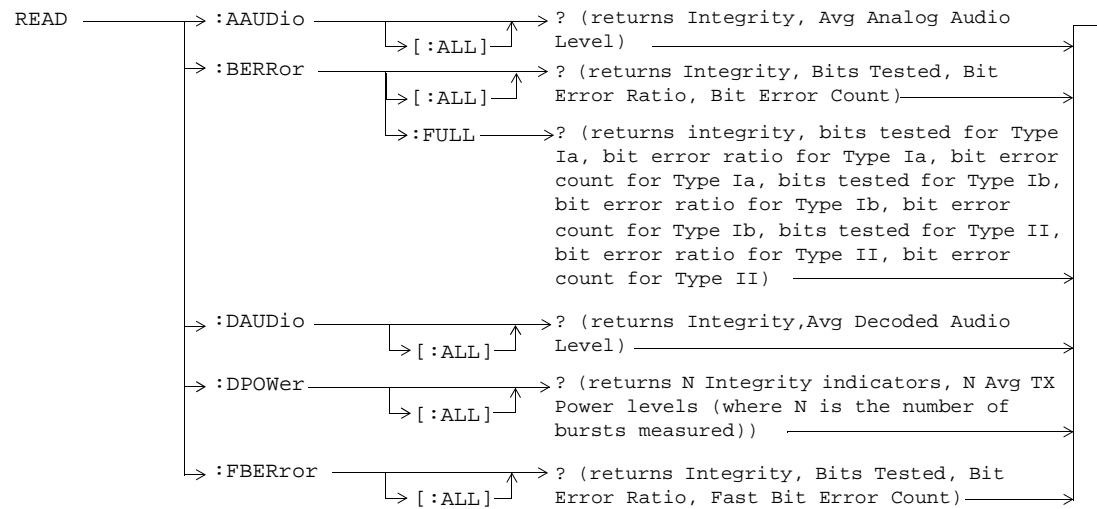 READ :AAUDio ? (returns Integrity, Avg Analog Audio
[:ALL] Level)
:BERRor ? (returns Integrity, Bits Tested, Bit
[:ALL] Error Ratio, Bit Error Count)
:FULL ? (returns integrity, bits tested for Type
Ia, bit error ratio for Type Ia, bit error
count for Type Ia, bits tested for Type Ib,
bit error ratio for Type Ib, bit error
count for Type Ib, bits tested for Type II,
bit error ratio for Type II, bit error
count for Type II)
:DAUDio ? (returns Integrity,Avg Decoded Audio
[:ALL] Level)
:DPOWer ? (returns N Integrity indicators, N Avg TX
[:ALL] Power levels (where N is the number of
bursts measured))
:FBERror ? (returns Integrity, Bits Tested, Bit
[:ALL] Error Ratio, Fast Bit Error Count)